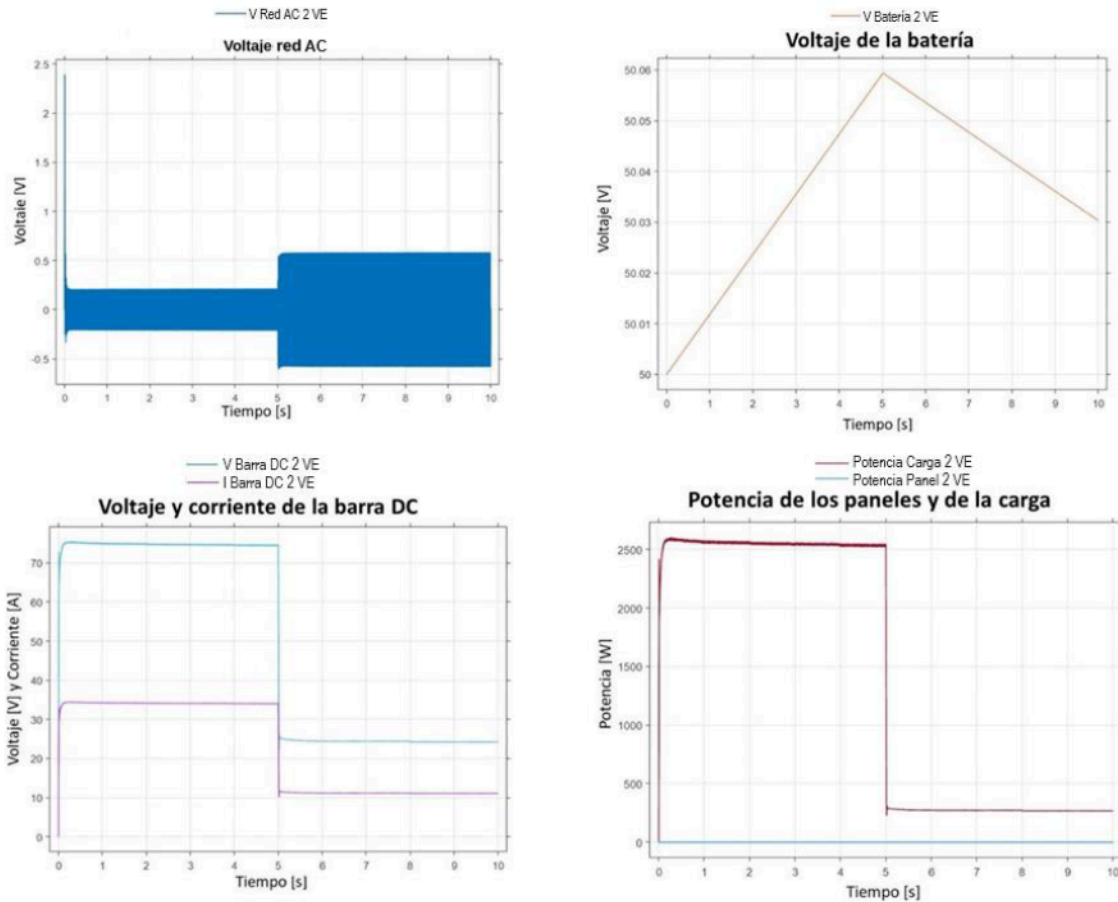 V Red AC 2 VE
Voltaje red AC
Voltaie [V]
2.5
2
1.5
1
0.5
0
-0.5
0 1 2 3 4 5 6 7 8 9 10
Tiempo [s]
V Batería 2 VE
Voltaje de la batería
Voltaje [V]
50.06
50.05
50.04
50.03
50.02
50.01
50
0 1 2 3 4 5 6 7 8 9 10
Tiempo [s]
V Barra DC 2 VE
I Barra DC 2 VE
Voltaje y corriente de la barra DC
Voltaje [V] y Corriente [A]
70
60
50
40
30
20
10
0
0 1 2 3 4 5 6 7 8 9 10
Tiempo [s]
Potencia Carga 2 VE
Potencia Panel 2 VE
Potencia de los paneles y de la carga
Potencia [W]
2500
2000
1500
1000
500
0
0 1 2 3 4 5 6 7 8 9 10
Tiempo [s]